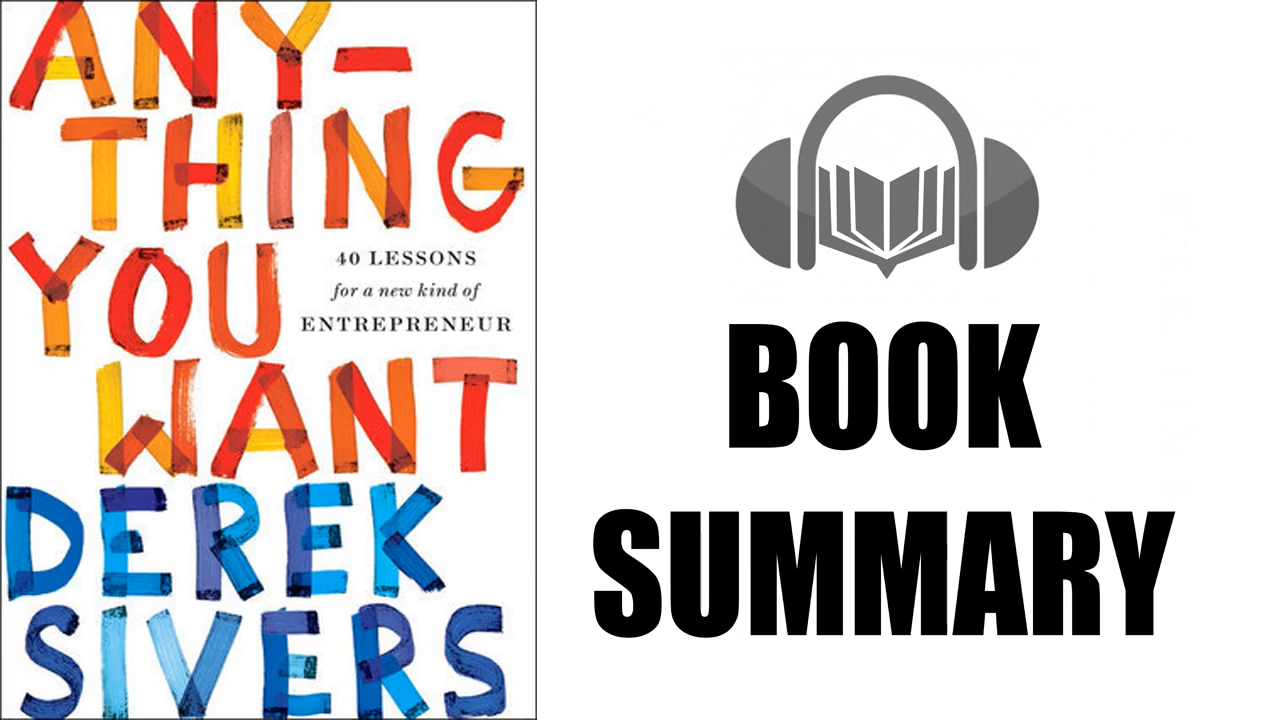 ANY-
THING
YOU
40 LESSONS
for a new kind of
ENTREPRENEUR
WANT
DEREK
SIVERS
BOOK
SUMMARY